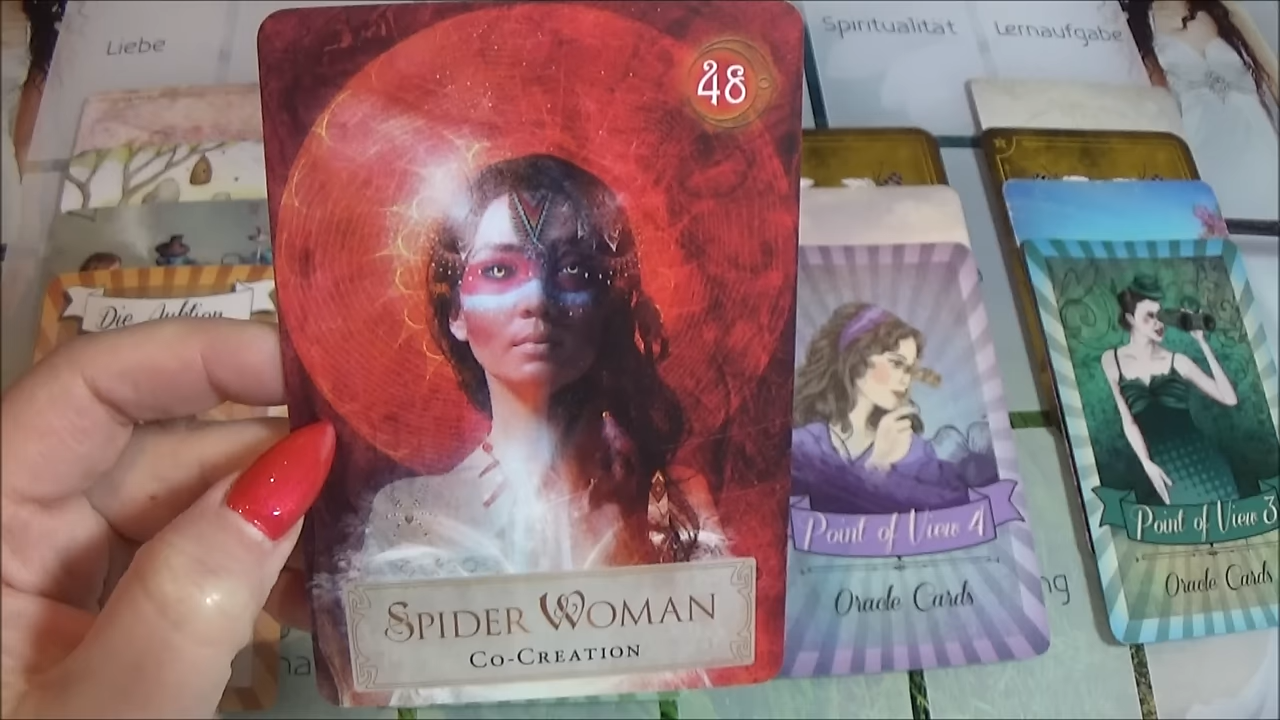 Liebe
Spiritualität
Lernaufgabe
48
Die Auktion
SPIDER WOMAN
CO-CREATION
Point of View 4
Oracle Cards
Point of View 3
Oracle Cards